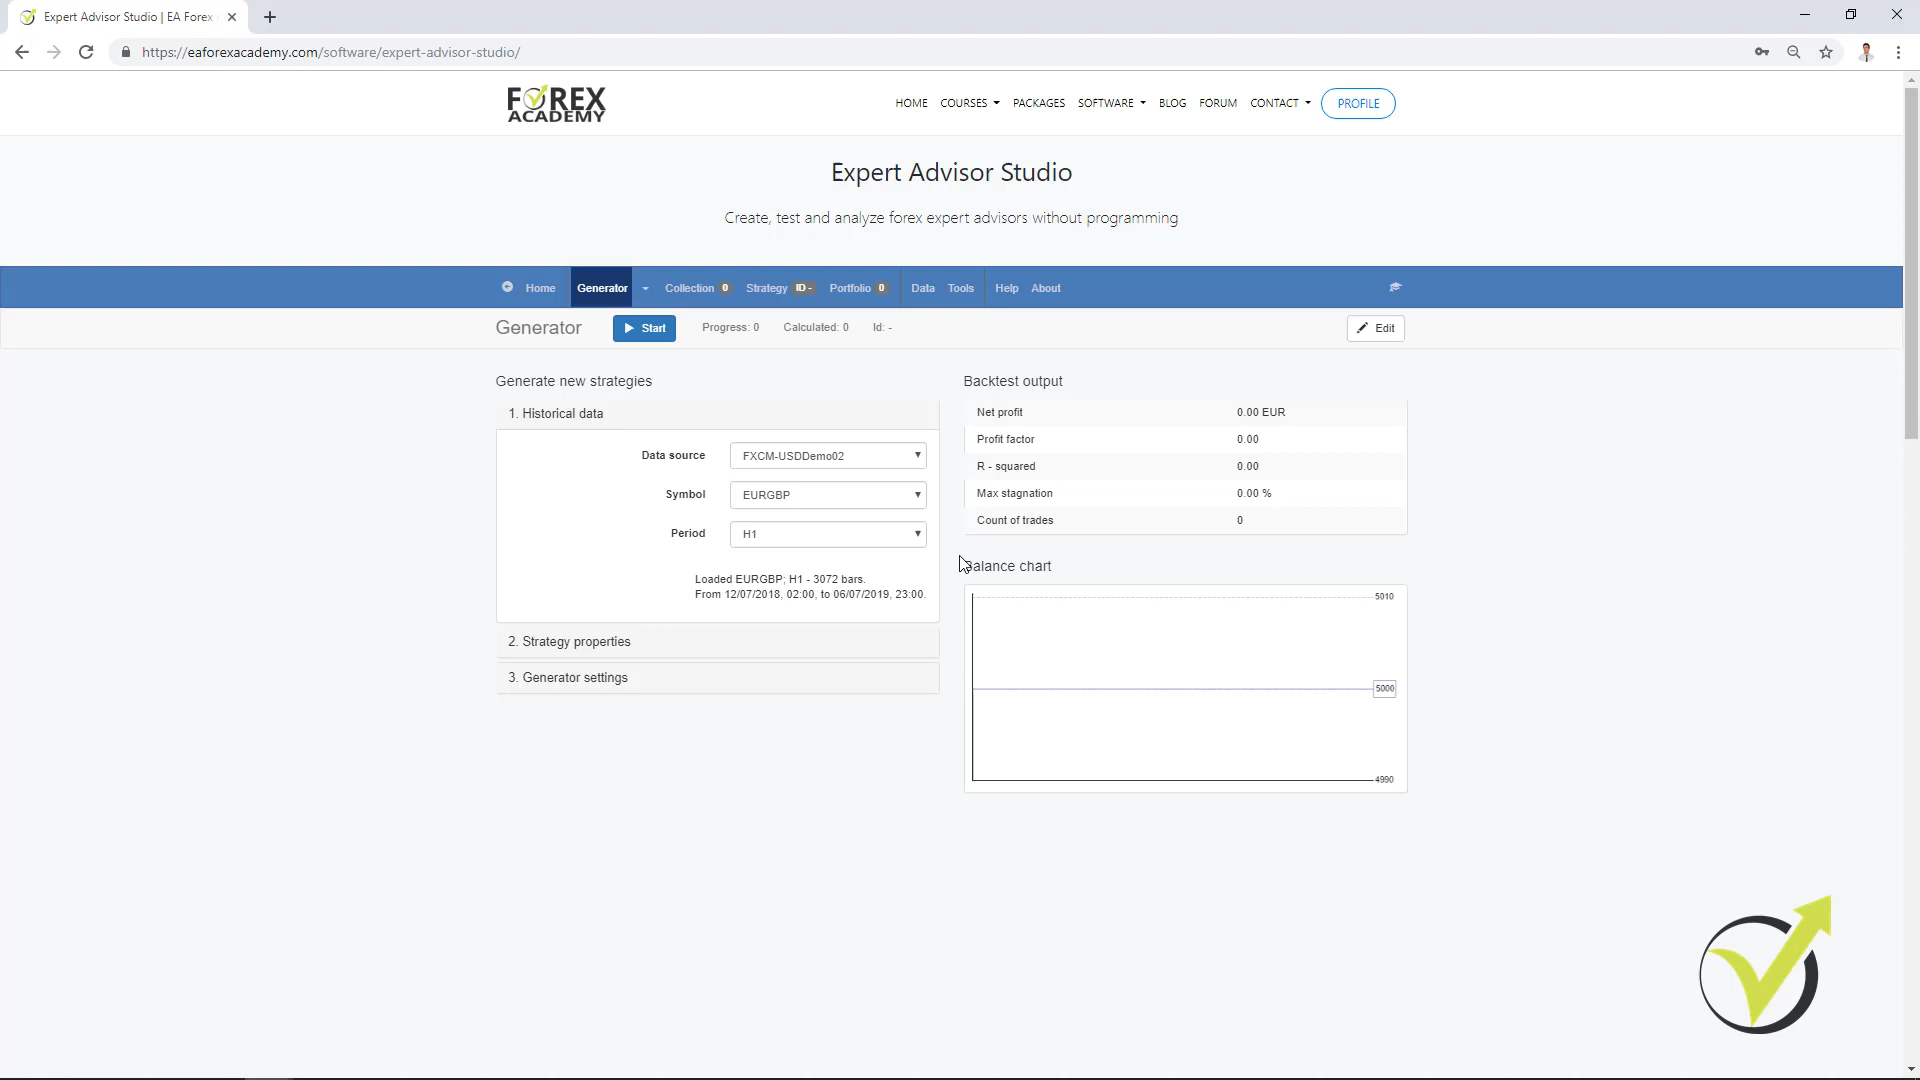 Expert Advisor Studio | EA Forex
https://eaforexacademy.com/software/expert-advisor-studio/
FOREX
ACADEMY
HOME COURSES PACKAGES SOFTWARE BLOG FORUM CONTACT PROFILE
Expert Advisor Studio
Create, test and analyze forex expert advisors without programming
Home Generator Collection 0 Strategy ID - Portfolio 0 Data Tools Help About
Generator Start Progress: 0 Calculated: 0 Id: - Edit
Generate new strategies
1. Historical data
Data source FXCM-USDDemo02
Symbol EURGBP
Period H1
Loaded EURGBP; H1 - 3072 bars.
From 12/07/2018, 02:00, to 06/07/2019, 23:00.
2. Strategy properties
3. Generator settings
Backtest output
Net profit 0.00 EUR
Profit factor 0.00
R - squared 0.00
Max stagnation 0.00 %
Count of trades 0
Balance chart
5010
5000
4990